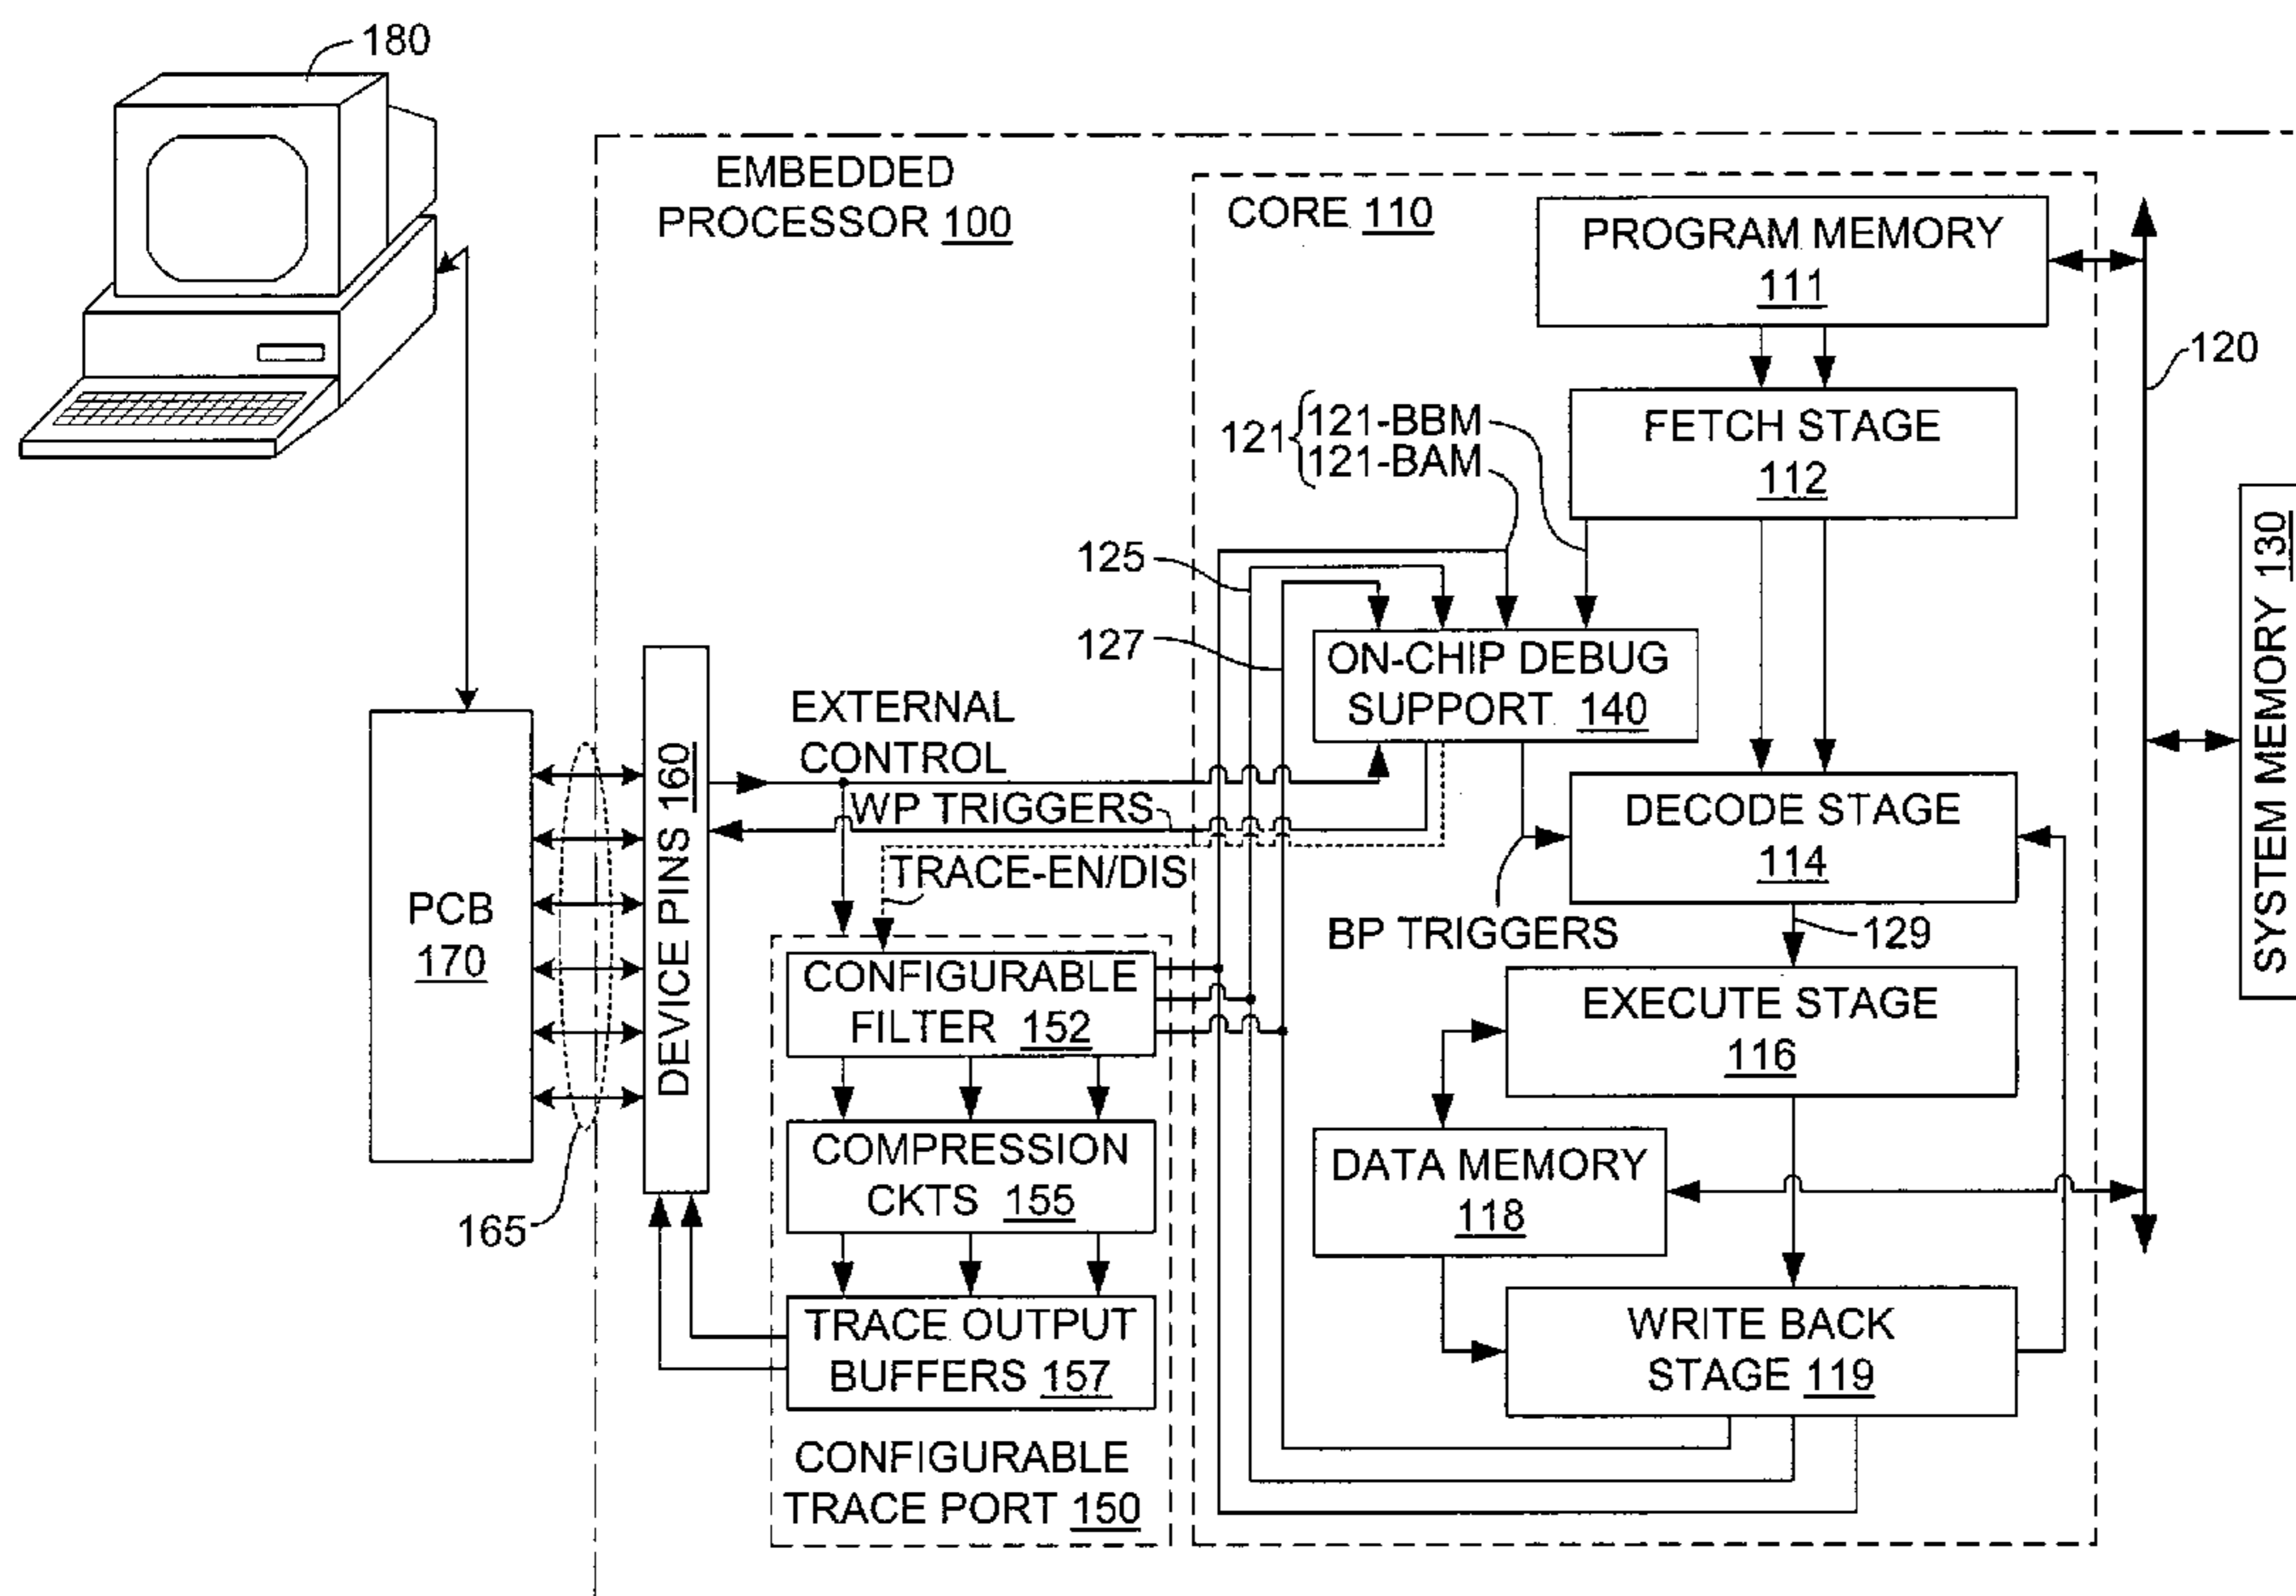 180
EMBEDDED
PROCESSOR 100
CORE 110
PROGRAM MEMORY
111
120
121
121-BBM
121-BAM
FETCH STAGE
112
SYSTEM MEMORY 130
125
127
ON-CHIP DEBUG
SUPPORT 140
EXTERNAL
CONTROL
WP TRIGGERS
TRACE-EN/DIS
DEVICE PINS 160
PCB
170
165
DECODE STAGE
114
BP TRIGGERS
129
CONFIGURABLE
FILTER 152
EXECUTE STAGE
116
COMPRESSION
CKTS 155
DATA MEMORY
118
TRACE OUTPUT
BUFFERS 157
WRITE BACK
STAGE 119
CONFIGURABLE
TRACE PORT 150